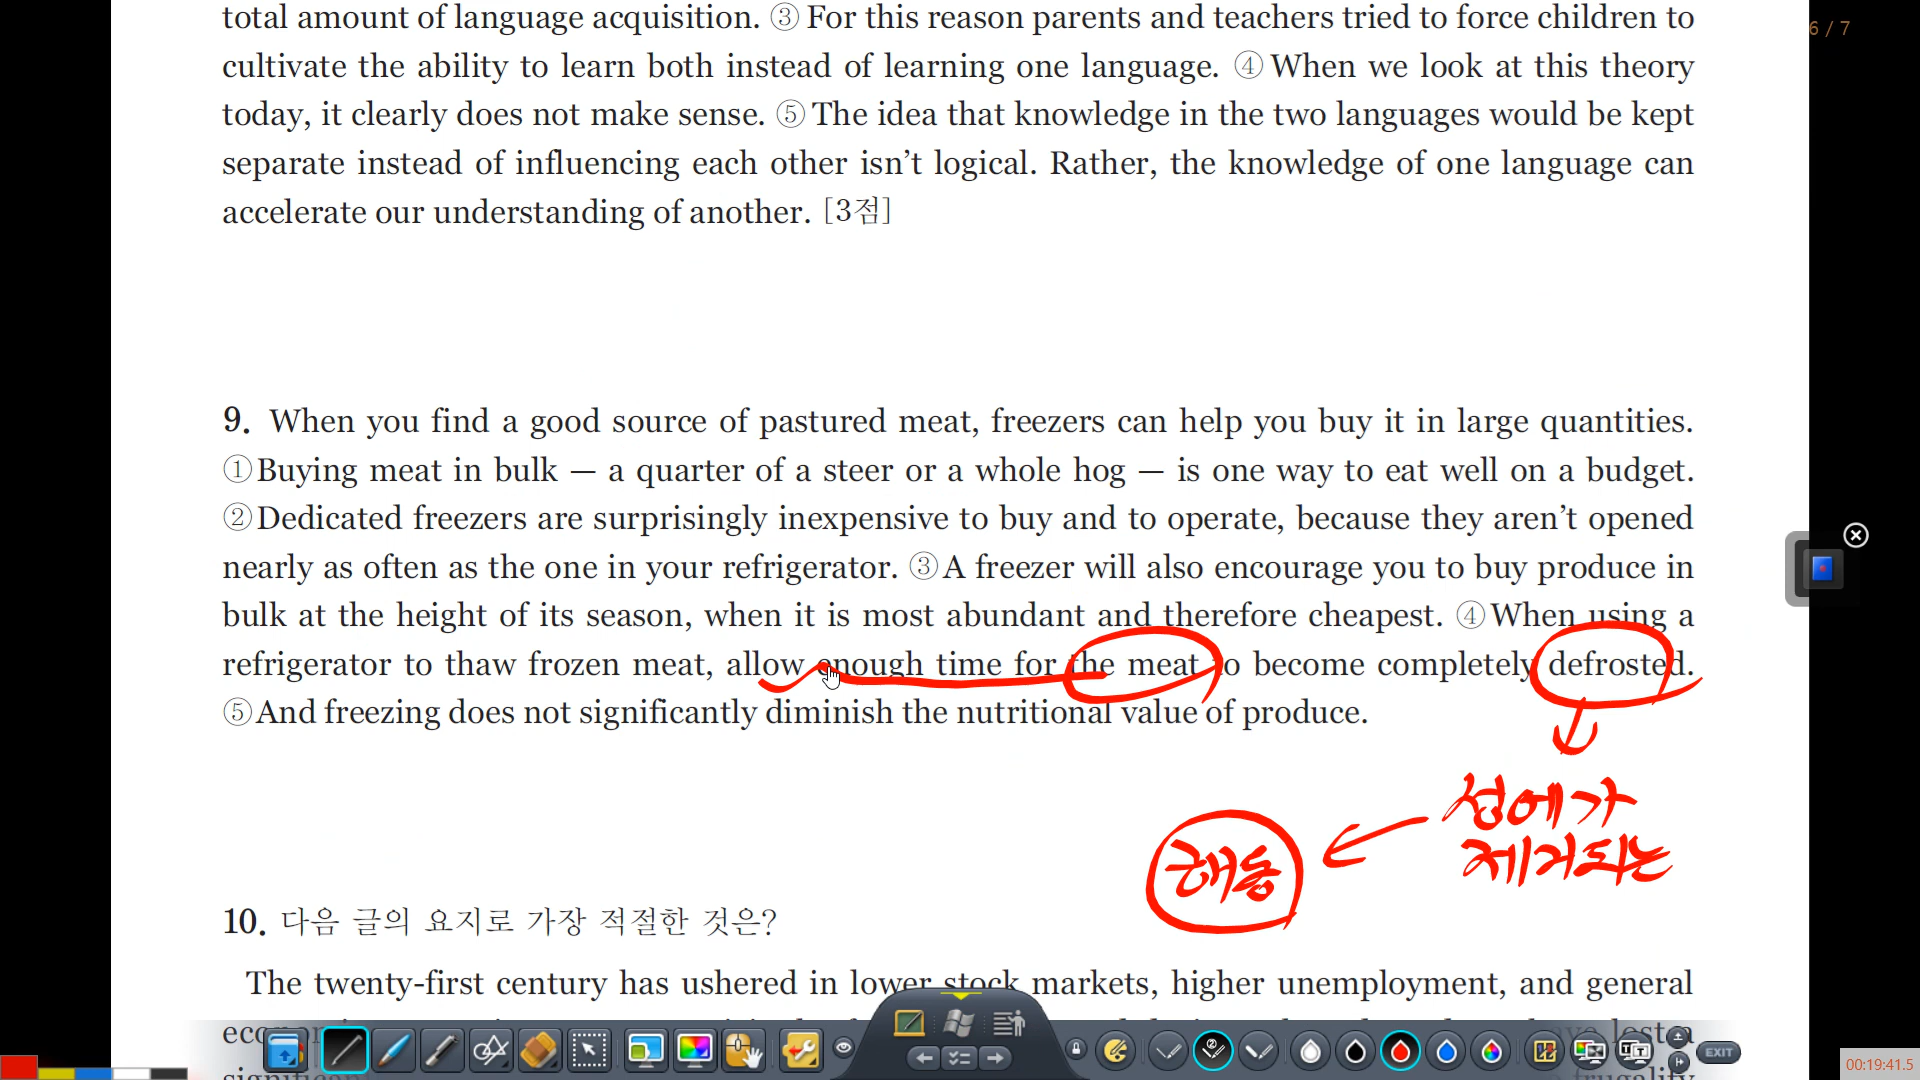 total amount of language acquisition. ③ For this reason parents and teachers tried to force children to
cultivate the ability to learn both instead of learning one language. ④ When we look at this theory
today, it clearly does not make sense. ⑤ The idea that knowledge in the two languages would be kept
separate instead of influencing each other isn't logical. Rather, the knowledge of one language can
accelerate our understanding of another. [3점]
6 / 7
9. When you find a good source of pastured meat, freezers can help you buy it in large quantities.
① Buying meat in bulk — a quarter of a steer or a whole hog — is one way to eat well on a budget.
② Dedicated freezers are surprisingly inexpensive to buy and to operate, because they aren't opened
nearly as often as the one in your refrigerator. ③ A freezer will also encourage you to buy produce in
bulk at the height of its season, when it is most abundant and therefore cheapest. ④ When using a
refrigerator to thaw frozen meat, allow enough time for the meat to become completely defrosted.
⑤ And freezing does not significantly diminish the nutritional value of produce.
성에가
제거되는
해동
10. 다음 글의 요지로 가장 적절한 것은?
The twenty-first century has ushered in lower stock markets, higher unemployment, and general
EXIT
00:19:41.5